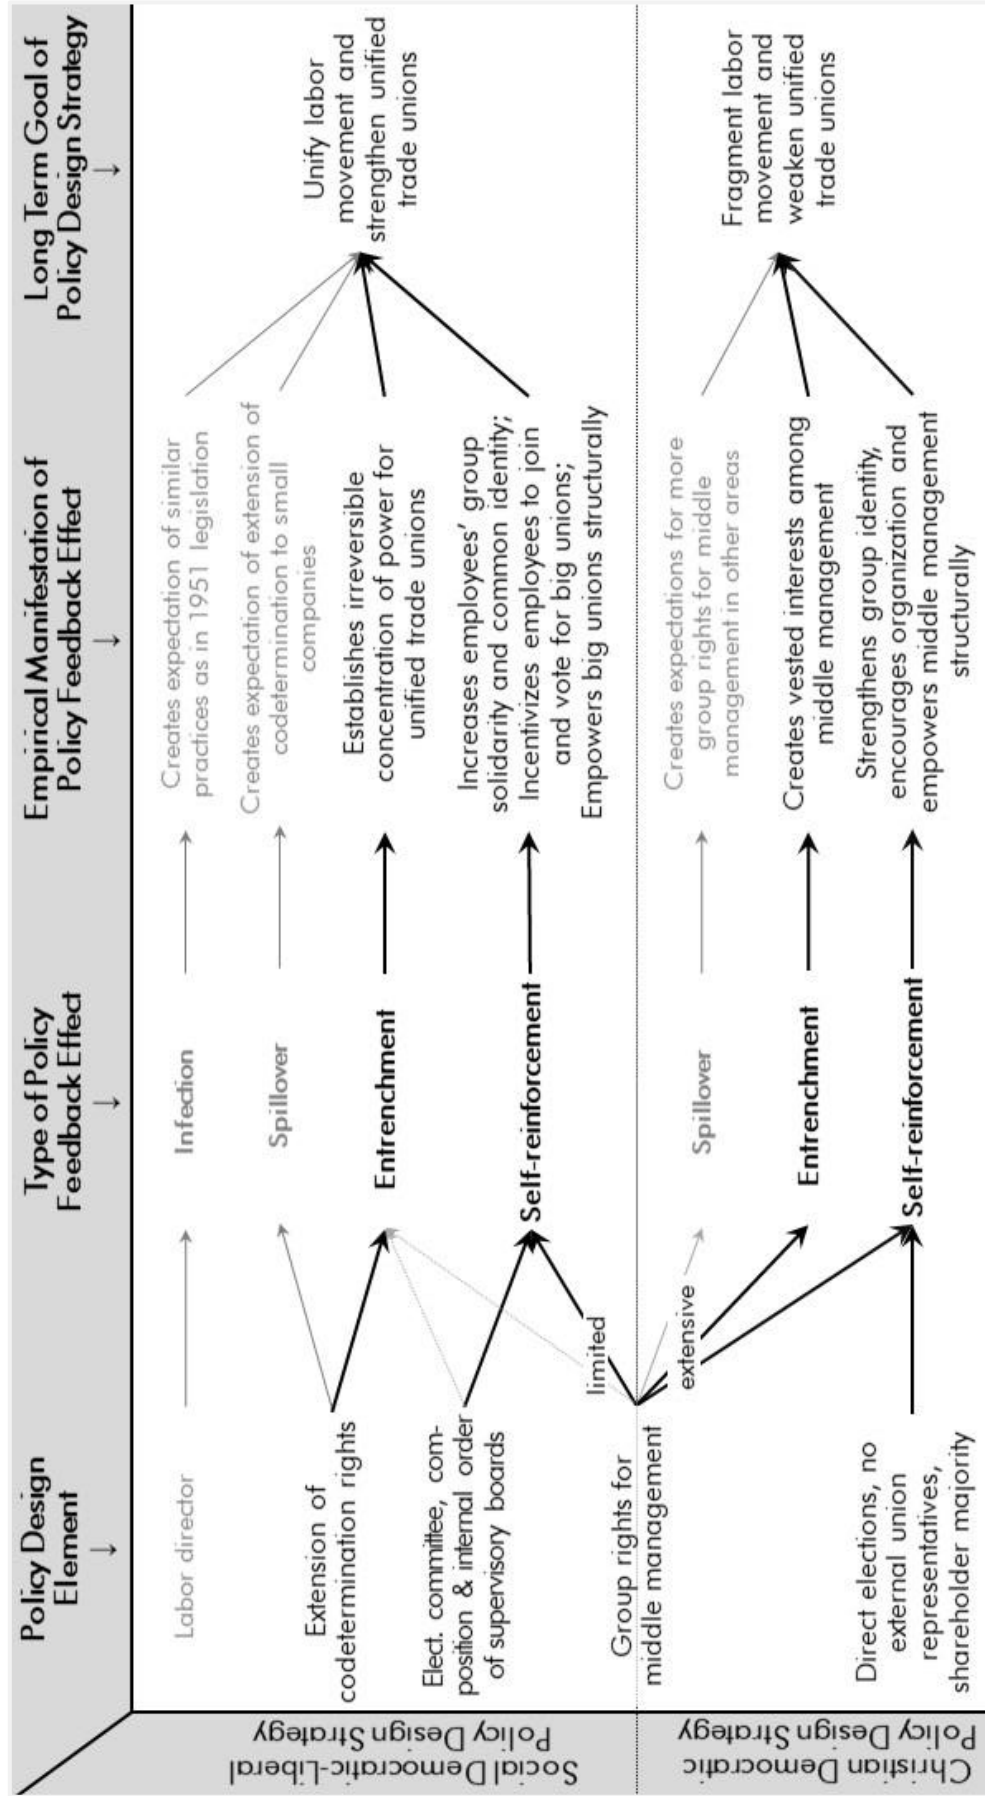 Policy Design
Element
↓
Type of Policy
Feedback Effect
↓
Empirical Manifestation of
Policy Feedback Effect
↓
Long Term Goal of
Policy Design Strategy
↓
Social Democratic-Liberal
Policy Design Strategy
Labor director
Infection
Creates expectation of similar
practices as in 1951 legislation
Extension of
codetermination rights
Spillover
Creates expectation of extension of
codetermination to small
companies
Elect. committee, com-
position & internal order
of supervisory boards
Entrenchment
Establishes irreversible
concentration of power for
unified trade unions
Self-reinforcement
Increases employees' group
solidarity and common identity;
Incentivizes employees to join
and vote for big unions;
Empowers big unions structurally
Unify labor
movement and
strengthen unified
trade unions
Group rights for
middle management
limited
extensive
Christian Democratic
Policy Design Strategy
Spillover
Creates expectations for more
group rights for middle
management in other areas
Entrenchment
Creates vested interests among
middle management
Direct elections, no
external union
representatives,
shareholder majority
Self-reinforcement
Strengthens group identity,
encourages organization and
empowers middle management
structurally
Fragment labor
movement and
weaken unified
trade unions